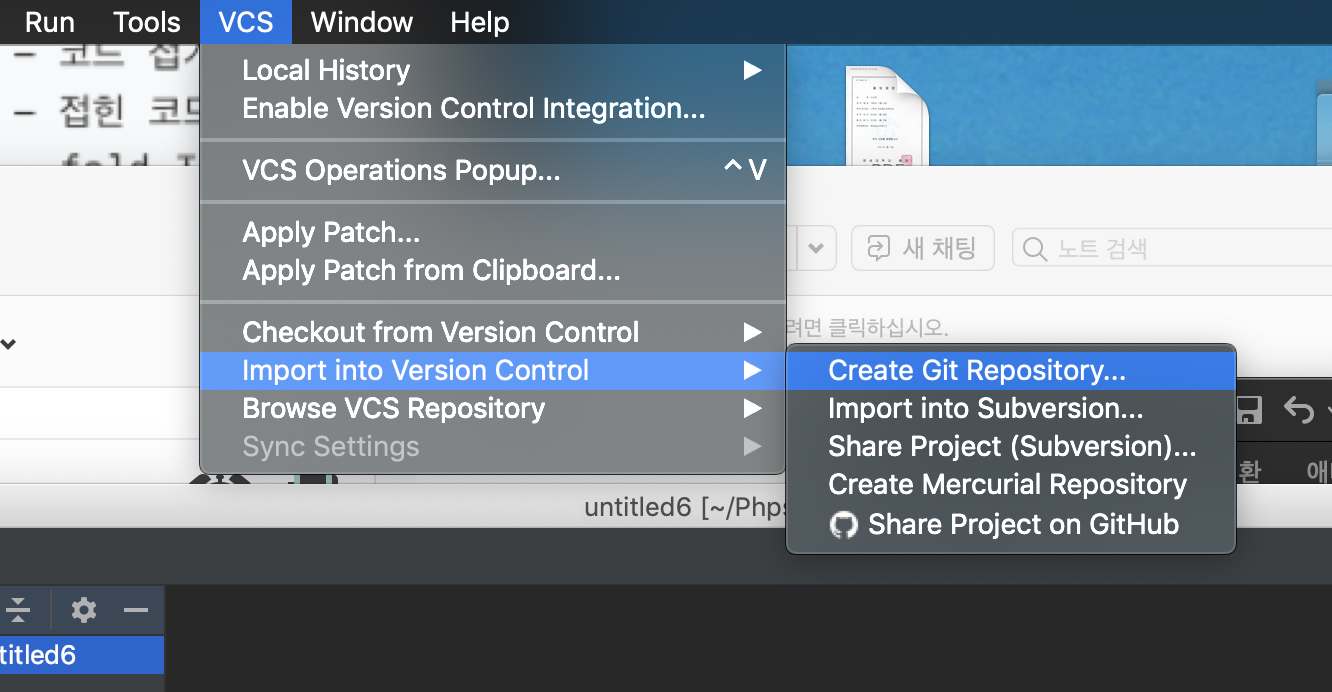 Run Tools VCS Window Help
- 코드 접기
- 접힌 코드
Local History
Enable Version Control Integration...
VCS Operations Popup... ^V
Apply Patch...
Apply Patch from Clipboard...
Checkout from Version Control
Import into Version Control
Browse VCS Repository
Sync Settings
새 채팅
노트 검색
려면 클릭하십시오.
Create Git Repository...
Import into Subversion...
Share Project (Subversion)...
Create Mercurial Repository
Share Project on GitHub
환
untitled6 [~/Phps
titled6